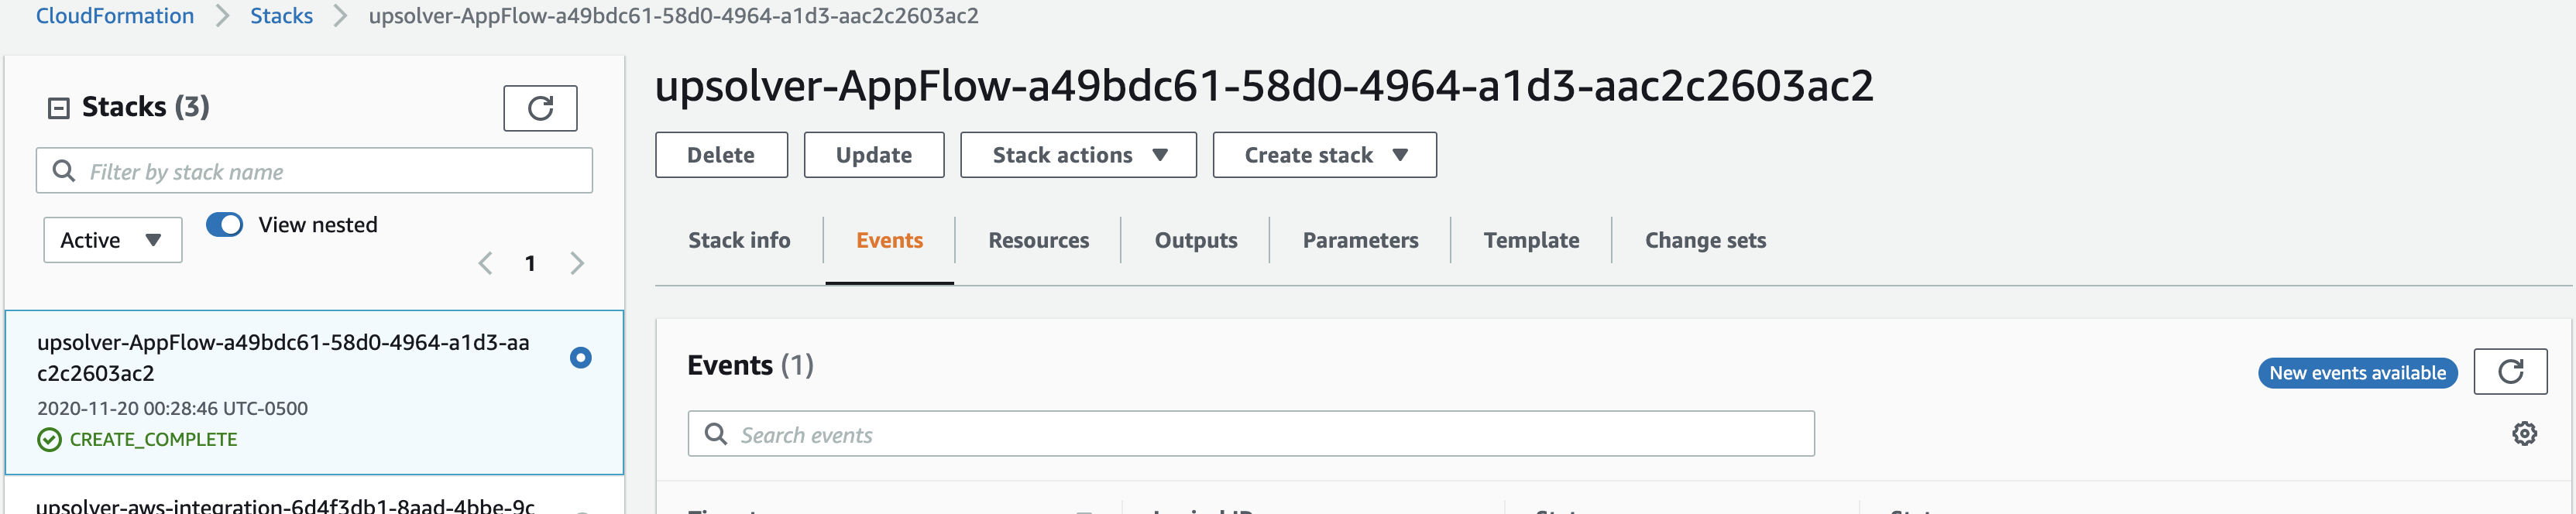 CloudFormation > Stacks > upsolver-AppFlow-a49bdc61-58d0-4964-a1d3-aac2c2603ac2
Stacks (3)
Filter by stack name
Active
View nested
1
upsolver-AppFlow-a49bdc61-58d0-4964-a1d3-aa
c2c2603ac2
2020-11-20 00:28:46 UTC-0500
CREATE_COMPLETE
upsolver-aws-integration-6d4f3db1-8aad-4bbe-9c
upsolver-AppFlow-a49bdc61-58d0-4964-a1d3-aac2c2603ac2
Delete Update Stack actions Create stack
Stack info Events Resources Outputs Parameters Template Change sets
Events (1)
New events available
Search events